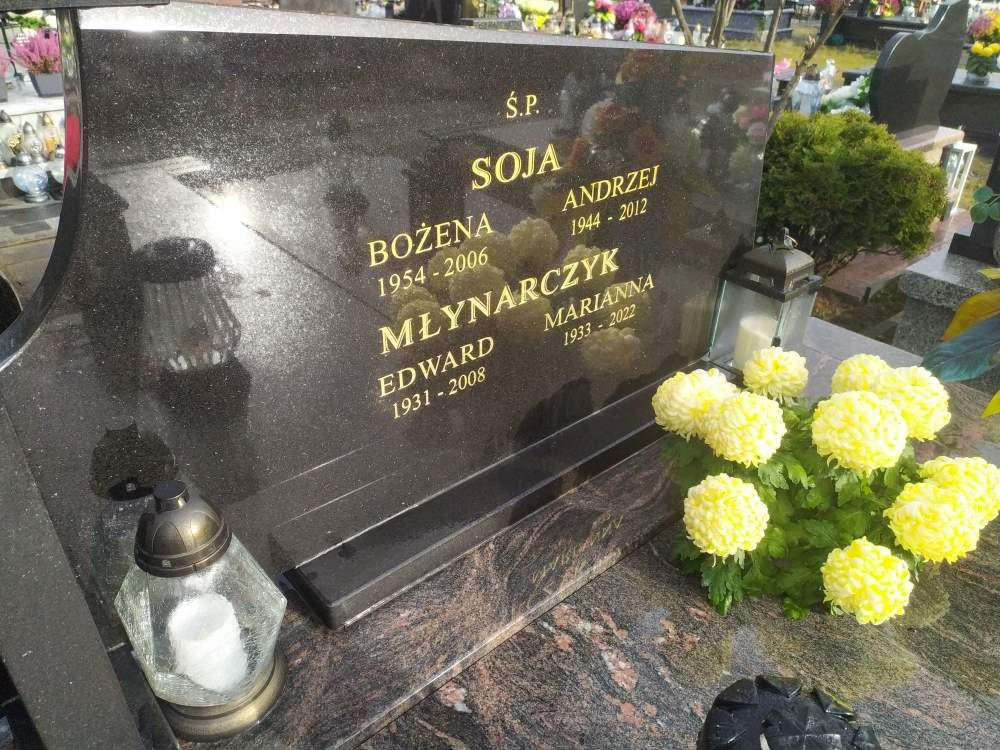 Ś.P.
SOJA
BOŻENA ANDRZEJ
1954 - 2006 1944 - 2012
MŁYNARCZYK
EDWARD MARIANNA
1931 - 2008 1933 - 2022